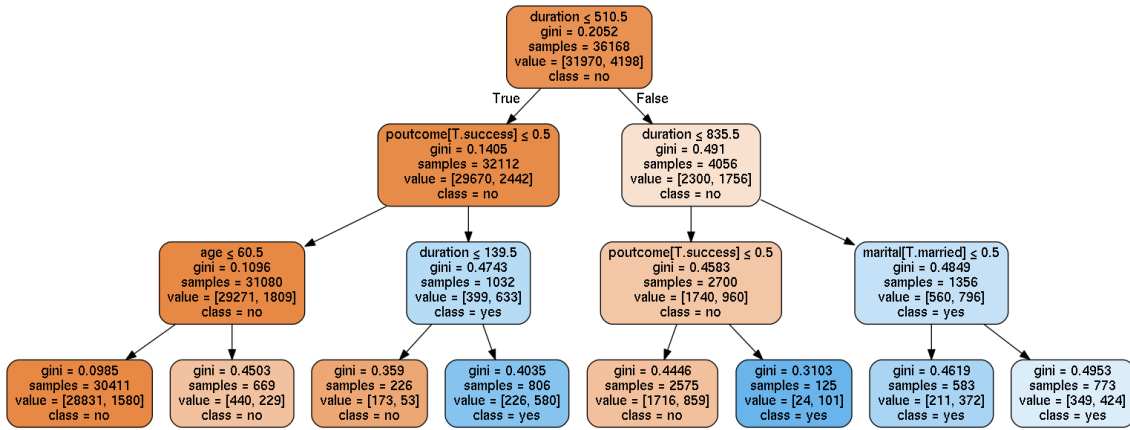 duration ≤ 510.5
gini = 0.2052
samples = 36168
value = [31970, 4198]
class = no
True
False
poutcome[T.success] ≤ 0.5
gini = 0.1405
samples = 32112
value = [29670, 2442]
class = no
duration ≤ 835.5
gini = 0.491
samples = 4056
value = [2300, 1756]
class = no
age ≤ 60.5
gini = 0.1096
samples = 31080
value = [29271, 1809]
class = no
duration ≤ 139.5
gini = 0.4743
samples = 1032
value = [399, 633]
class = yes
poutcome[T.success] ≤ 0.5
gini = 0.4583
samples = 2700
value = [1740, 960]
class = no
marital[T.married] ≤ 0.5
gini = 0.4849
samples = 1356
value = [560, 796]
class = yes
gini = 0.0985
samples = 30411
value = [28831, 1580]
class = no
gini = 0.4503
samples = 669
value = [440, 229]
class = no
gini = 0.359
samples = 226
value = [173, 53]
class = no
gini = 0.4035
samples = 806
value = [226, 580]
class = yes
gini = 0.4446
samples = 2575
value = [1716, 859]
class = no
gini = 0.3103
samples = 125
value = [24, 101]
class = yes
gini = 0.4619
samples = 583
value = [211, 372]
class = yes
gini = 0.4953
samples = 773
value = [349, 424]
class = yes